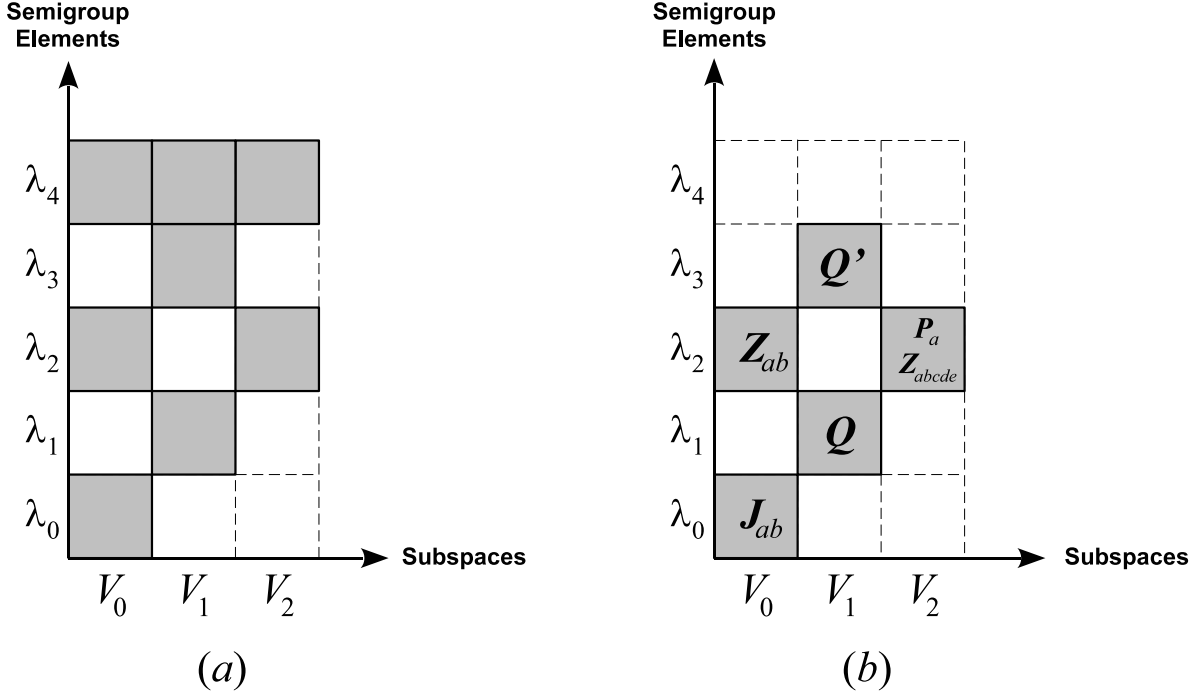 Semigroup
Elements
λ4
λ3
λ2
λ1
λ0
V0 V1 V2
Subspaces
(a)
Semigroup
Elements
λ4
λ3
λ2
λ1
λ0
Q’
Zab
Pa
Zabcde
Q
Jab
V0 V1 V2
Subspaces
(b)